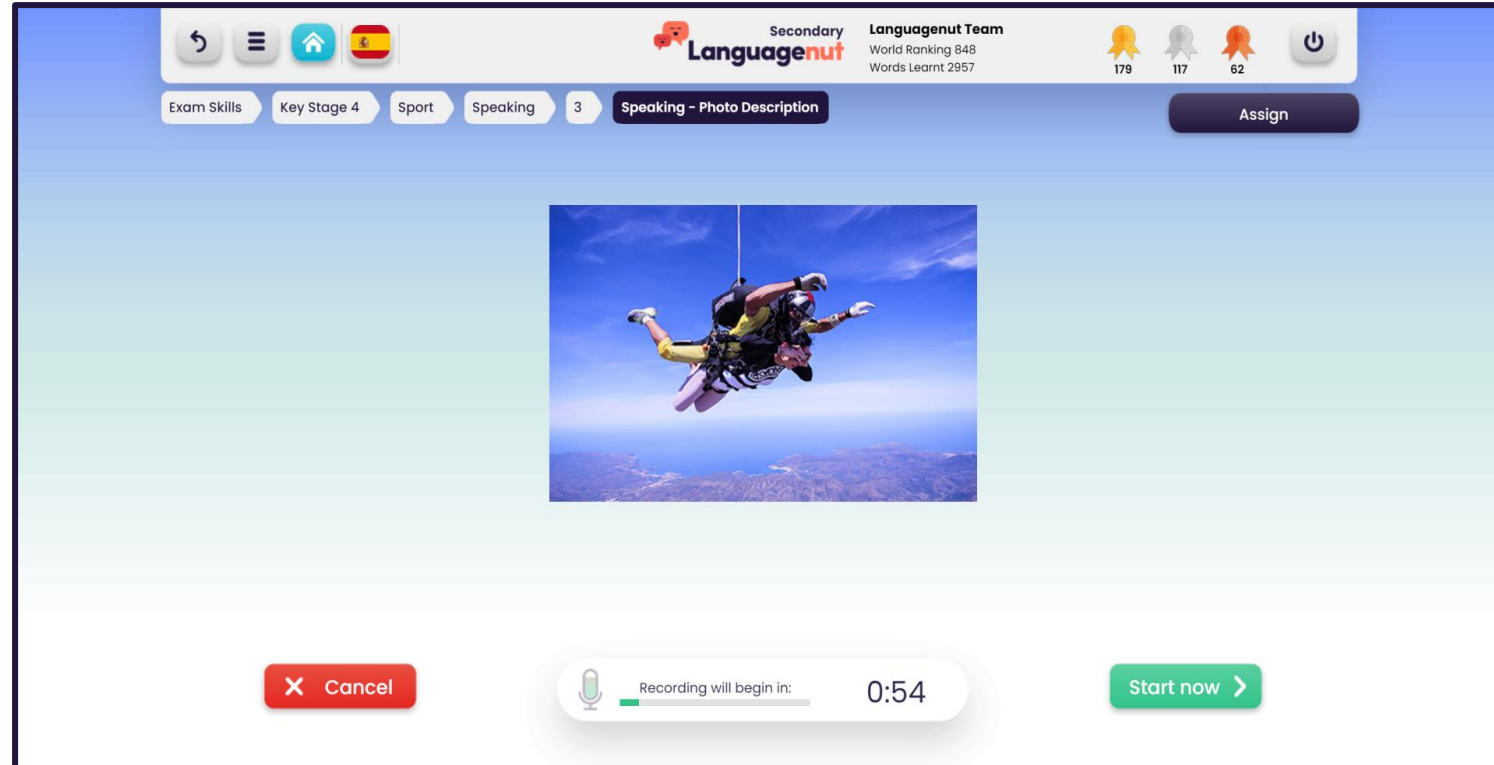 Secondary
Languagenut
Languagenut Team
World Ranking 848
Words Learnt 2957
179
117
62
Exam Skills
Key Stage 4
Sport
Speaking
3
Speaking - Photo Description
Assign
Cancel
Recording will begin in:
0:54
Start now